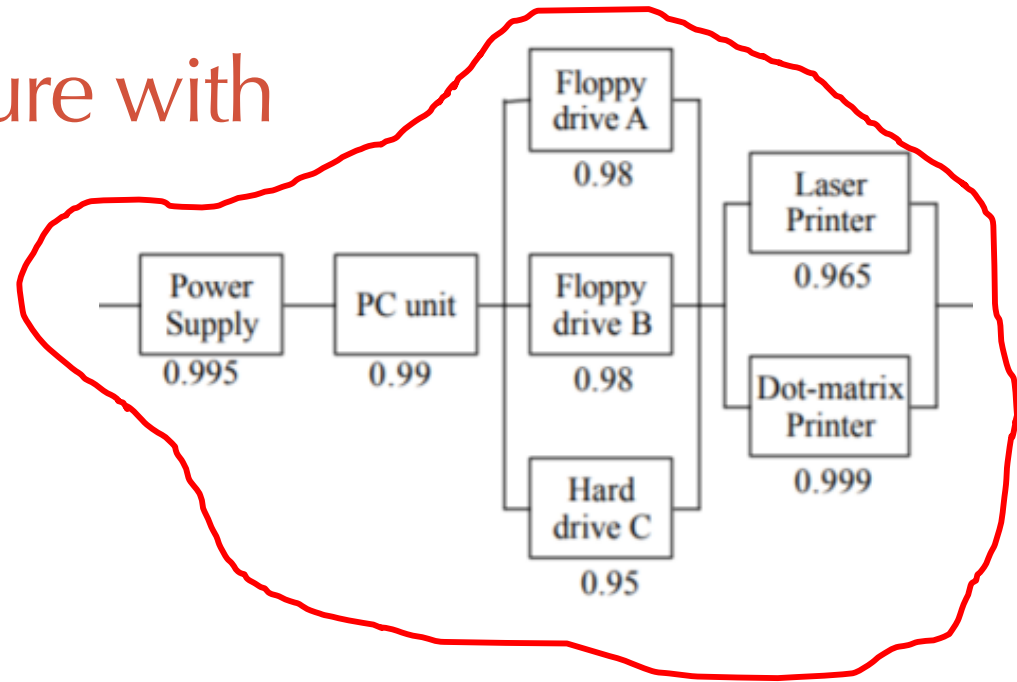 ure with
Floppy
drive A
0.98
Laser
Printer
0.965
Power
Supply
0.995
PC unit
0.99
Floppy
drive B
0.98
Dot-matrix
Printer
0.999
Hard
drive C
0.95